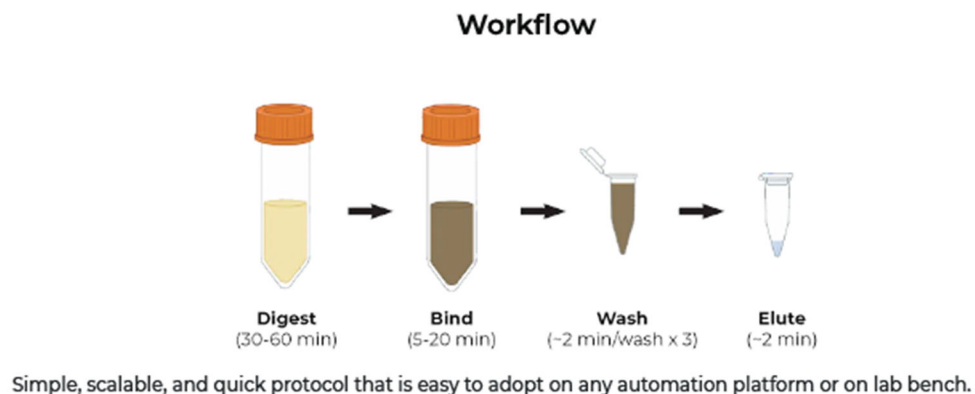 Workflow
Digest
(30-60 min)
Bind
(5-20 min)
Wash
(~2 min/wash x 3)
Elute
(~2 min)
Simple, scalable, and quick protocol that is easy to adopt on any automation platform or on lab bench.